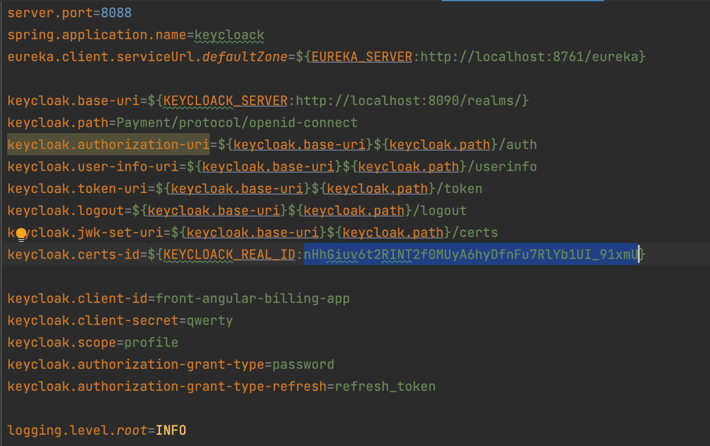 server.port=8088
spring.application.name=keycloack
eureka.client.serviceUrl.defaultZone=${EUREKA_SERVER:http://localhost:8761/eureka}
keycloak.base-uri=${KEYCLOACK_SERVER:http://localhost:8090/realms/}
keycloak.path=Payment/protocol/openid-connect
keycloak.authorization-uri=${keycloak.base-uri}${keycloak.path}/auth
keycloak.user-info-uri=${keycloak.base-uri}${keycloak.path}/userinfo
keycloak.token-uri=${keycloak.base-uri}${keycloak.path}/token
keycloak.logout=${keycloak.base-uri}${keycloak.path}/logout
keycloak.jwk-set-uri=${keycloak.base-uri}${keycloak.path}/certs
keycloak.certs-id=${KEYCLOACK_REAL_ID:nHhGiuv6t2RINT2f0MUyA6hyDfnFu7RlYb1UI_91xmU}
keycloak.client-id=front-angular-billing-app
keycloak.client-secret=qwerty
keycloak.scope=profile
keycloak.authorization-grant-type=password
keycloak.authorization-grant-type-refresh=refresh_token
logging.level.root=INFO